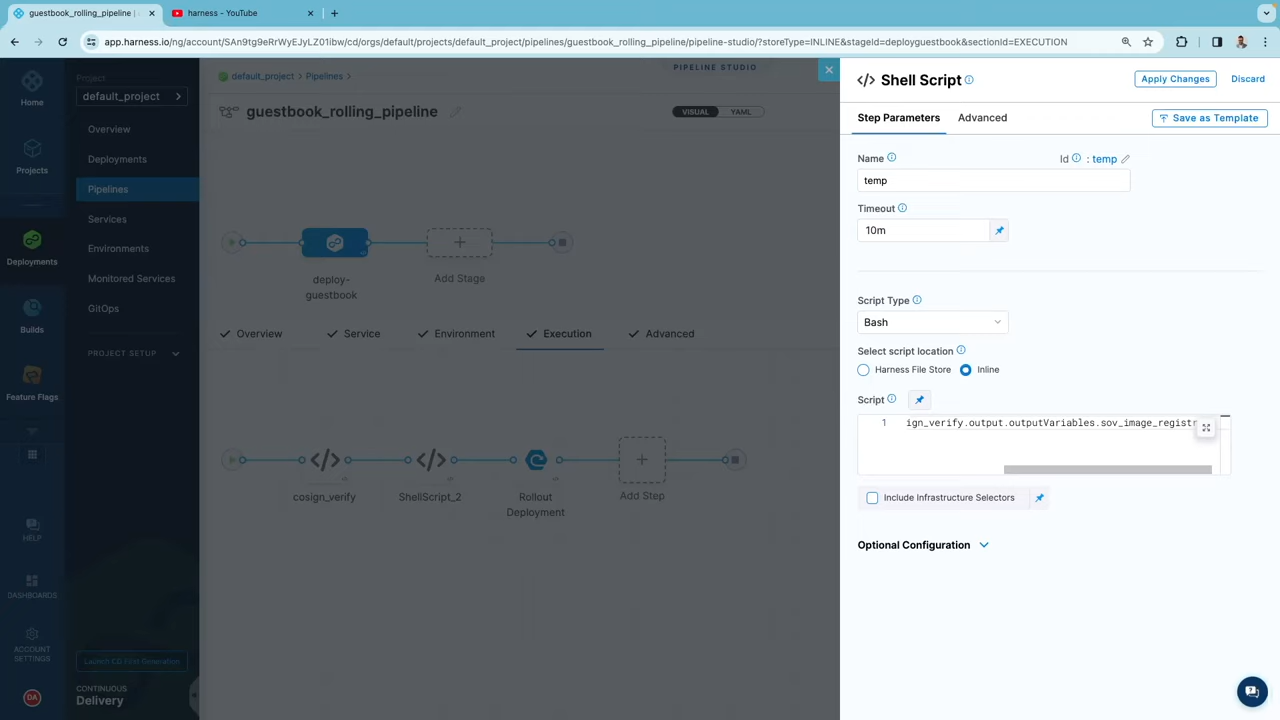 guestbook_rolling_pipeline |
harness - YouTube
app.harness.io/ng/account/SAn9tg9eRrWyEJyLZ01ibw/cd/orgs/default/projects/default_project/pipelines/guestbook_rolling_pipeline/pipeline-studio/?storeType=INLINE&stageId=deployguestbook&sectionId=EXECUTION
Home
Projects
Deployments
Builds
Feature Flags
HELP
DASHBOARDS
ACCOUNT
SETTINGS
DA
Project
default_project
Overview
Deployments
Pipelines
Services
Environments
Monitored Services
GitOps
PROJECT SETUP
Launch CD First Generation
CONTINUOUS
Delivery
default_project > Pipelines >
PIPELINE STUDIO
guestbook_rolling_pipeline
VISUAL
YAML
deploy-
guestbook
Add Stage
Overview
Service
Environment
Execution
Advanced
cosign_verify
ShellScript_2
Rollout
Deployment
Add Step
Shell Script
Apply Changes
Discard
Step Parameters
Advanced
Save as Template
Name
Id : temp
temp
Timeout
10m
Script Type
Bash
Select script location
Harness File Store
Inline
Script
1 ign_verify.output.outputVariables.sov_image_registr
Include Infrastructure Selectors
Optional Configuration